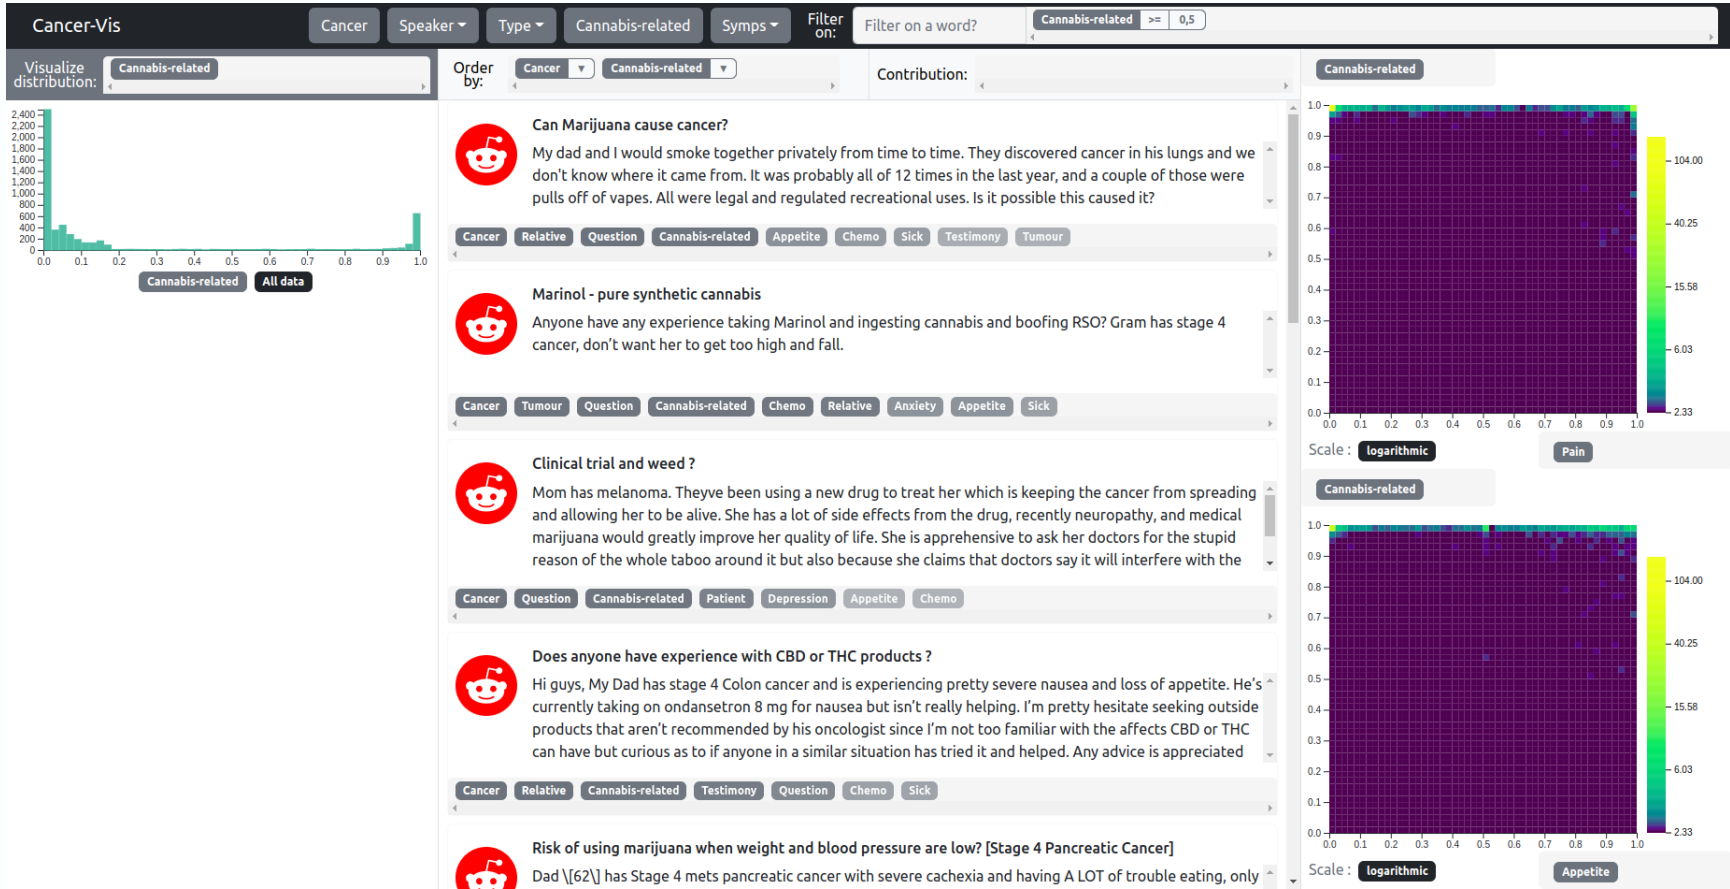 Cancer-Vis
Cancer
Speaker
Type
Cannabis-related
Symps
Filter on:
Filter on a word?
Cannabis-related >= 0,5
Visualize distribution:
Cannabis-related
2,400
2,200
2,000
1,800
1,600
1,400
1,200
1,000
800
600
400
200
0
0.0 0.1 0.2 0.3 0.4 0.5 0.6 0.7 0.8 0.9 1.0
Cannabis-related All data
Order by:
Cancer Cannabis-related
Contribution:
Can Marijuana cause cancer?
My dad and I would smoke together privately from time to time. They discovered cancer in his lungs and we
don't know where it came from. It was probably all of 12 times in the last year, and a couple of those were
pulls off of vapes. All were legal and regulated recreational uses. Is it possible this caused it?
Cancer Relative Question Cannabis-related Appetite Chemo Sick Testimony Tumour
Marinol - pure synthetic cannabis
Anyone have any experience taking Marinol and ingesting cannabis and boofing RSO? Gram has stage 4
cancer, don't want her to get too high and fall.
Cancer Tumour Question Cannabis-related Chemo Relative Anxiety Appetite Sick
Clinical trial and weed ?
Mom has melanoma. Theyve been using a new drug to treat her which is keeping the cancer from spreading
and allowing her to be alive. She has a lot of side effects from the drug, recently neuropathy, and medical
marijuana would greatly improve her quality of life. She is apprehensive to ask her doctors for the stupid
reason of the whole taboo around it but also because she claims that doctors say it will interfere with the
Cancer Question Cannabis-related Patient Depression Appetite Chemo
Does anyone have experience with CBD or THC products ?
Hi guys, My Dad has stage 4 Colon cancer and is experiencing pretty severe nausea and loss of appetite. He's
currently taking on ondansetron 8 mg for nausea but isn't really helping. I'm pretty hesitate seeking outside
products that aren't recommended by his oncologist since I'm not too familiar with the affects CBD or THC
can have but curious as to if anyone in a similar situation has tried it and helped. Any advice is appreciated
Cancer Relative Cannabis-related Testimony Question Chemo Sick
Risk of using marijuana when weight and blood pressure are low? [Stage 4 Pancreatic Cancer]
Dad \[62\] has Stage 4 mets pancreatic cancer with severe cachexia and having A LOT of trouble eating, only
Cannabis-related
1.0
0.9
0.8
0.7
0.6
0.5
0.4
0.3
0.2
0.1
0.0
0.0 0.1 0.2 0.3 0.4 0.5 0.6 0.7 0.8 0.9 1.0
104.00
40.25
15.58
6.03
2.33
Scale : logarithmic
Pain
Cannabis-related
1.0
0.9
0.8
0.7
0.6
0.5
0.4
0.3
0.2
0.1
0.0
0.0 0.1 0.2 0.3 0.4 0.5 0.6 0.7 0.8 0.9 1.0
104.00
40.25
15.58
6.03
2.33
Scale : logarithmic
Appetite